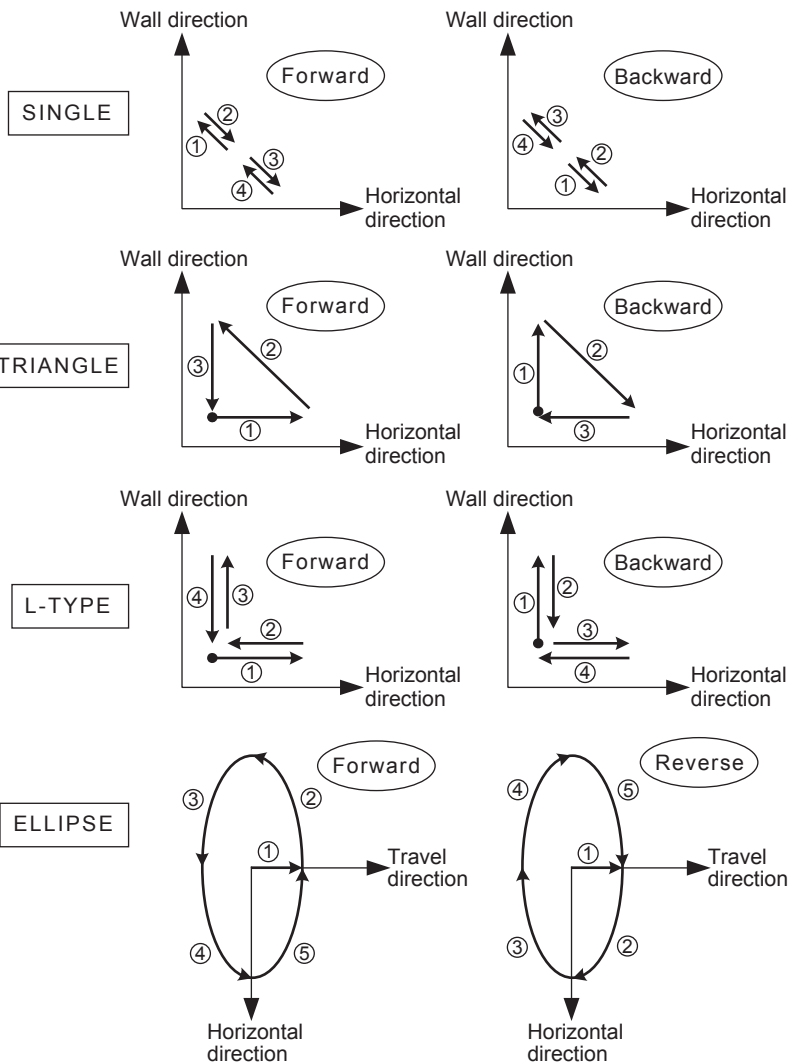 Wall direction
Wall direction
Forward
Backward
SINGLE
②
①
③
④
③
④
②
①
Horizontal
direction
Horizontal
direction
Wall direction
Wall direction
Forward
Backward
TRIANGLE
③
②
①
①
②
③
Horizontal
direction
Horizontal
direction
Wall direction
Wall direction
Forward
Backward
L-TYPE
④
③
②
①
①
②
③
④
Horizontal
direction
Horizontal
direction
Forward
Reverse
ELLIPSE
③
②
①
④
⑤
Travel
direction
④
⑤
①
③
②
Travel
direction
Horizontal
direction
Horizontal
direction